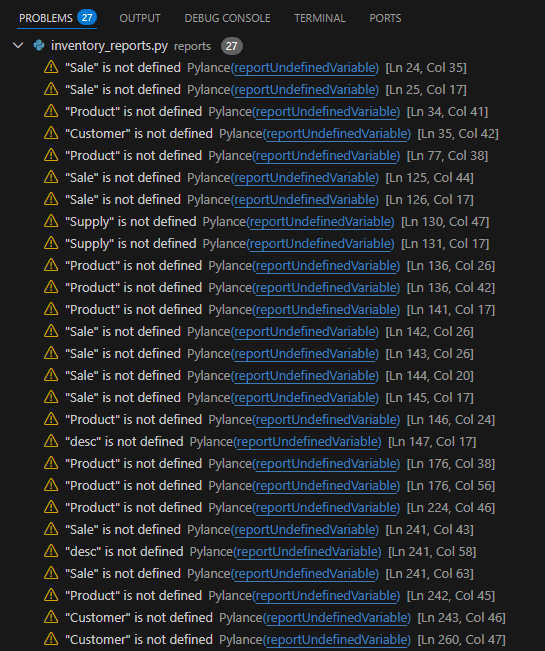 PROBLEMS 27 OUTPUT DEBUG CONSOLE TERMINAL PORTS
inventory_reports.py reports 27
"Sale" is not defined Pylance(reportUndefinedVariable) [Ln 24, Col 35]
"Sale" is not defined Pylance(reportUndefinedVariable) [Ln 25, Col 17]
"Product" is not defined Pylance(reportUndefinedVariable) [Ln 34, Col 41]
"Customer" is not defined Pylance(reportUndefinedVariable) [Ln 35, Col 42]
"Product" is not defined Pylance(reportUndefinedVariable) [Ln 77, Col 38]
"Sale" is not defined Pylance(reportUndefinedVariable) [Ln 125, Col 44]
"Sale" is not defined Pylance(reportUndefinedVariable) [Ln 126, Col 17]
"Supply" is not defined Pylance(reportUndefinedVariable) [Ln 130, Col 47]
"Supply" is not defined Pylance(reportUndefinedVariable) [Ln 131, Col 17]
"Product" is not defined Pylance(reportUndefinedVariable) [Ln 136, Col 26]
"Product" is not defined Pylance(reportUndefinedVariable) [Ln 136, Col 42]
"Product" is not defined Pylance(reportUndefinedVariable) [Ln 141, Col 17]
"Sale" is not defined Pylance(reportUndefinedVariable) [Ln 142, Col 26]
"Sale" is not defined Pylance(reportUndefinedVariable) [Ln 143, Col 26]
"Sale" is not defined Pylance(reportUndefinedVariable) [Ln 144, Col 20]
"Sale" is not defined Pylance(reportUndefinedVariable) [Ln 145, Col 17]
"Product" is not defined Pylance(reportUndefinedVariable) [Ln 146, Col 24]
"desc" is not defined Pylance(reportUndefinedVariable) [Ln 147, Col 17]
"Product" is not defined Pylance(reportUndefinedVariable) [Ln 176, Col 38]
"Product" is not defined Pylance(reportUndefinedVariable) [Ln 176, Col 56]
"Product" is not defined Pylance(reportUndefinedVariable) [Ln 224, Col 46]
"Sale" is not defined Pylance(reportUndefinedVariable) [Ln 241, Col 43]
"desc" is not defined Pylance(reportUndefinedVariable) [Ln 241, Col 58]
"Sale" is not defined Pylance(reportUndefinedVariable) [Ln 241, Col 63]
"Product" is not defined Pylance(reportUndefinedVariable) [Ln 242, Col 45]
"Customer" is not defined Pylance(reportUndefinedVariable) [Ln 243, Col 46]
"Customer" is not defined Pylance(reportUndefinedVariable) [Ln 260, Col 47]